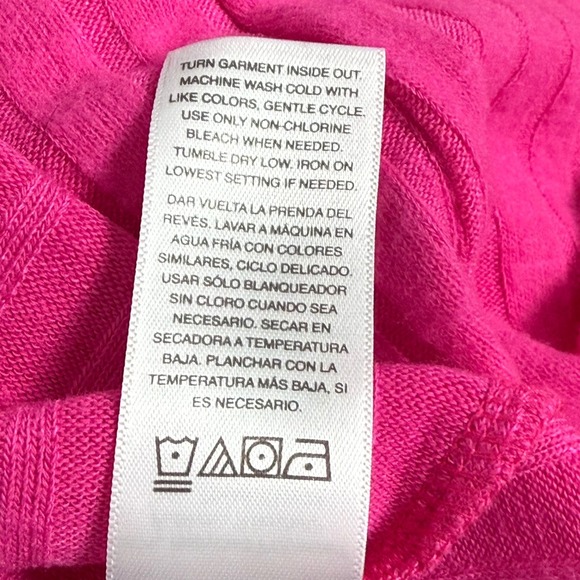 TURN GARMENT INSIDE OUT.
MACHINE WASH COLD WITH
LIKE COLORS, GENTLE CYCLE.
USE ONLY NON-CHLORINE
BLEACH WHEN NEEDED.
TUMBLE DRY LOW. IRON ON
LOWEST SETTING IF NEEDED.
DAR VUELTA LA PRENDA DEL
REVÉS. LAVAR A MÁQUINA EN
AGUA FRÍA CON COLORES
SIMILARES, CICLO DELICADO.
USAR SÓLO BLANQUEADOR
SIN CLORO CUANDO SEA
NECESARIO. SECAR EN
SECADORA A TEMPERATURA
BAJA. PLANCHAR CON LA
TEMPERATURA MÁS BAJA, SI
ES NECESARIO.